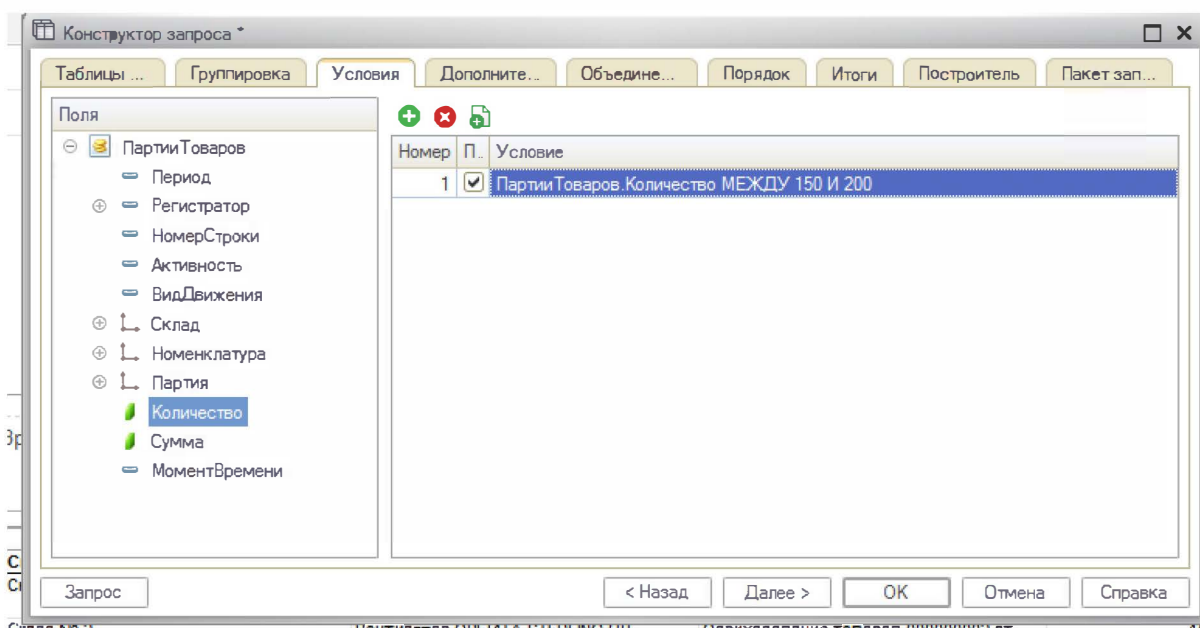 Конструктор запроса *
Таблицы ... Группировка Условия Дополните... Объедине... Порядок Итоги Построитель Пакет зап...
Поля
Номер П.. Условие
ПартииТоваров
1 ПартииТоваров.Количество МЕЖДУ 150 И 200
Период
Регистратор
НомерСтроки
Активность
ВидДвижения
Склад
Номенклатура
Партия
Количество
Сумма
МоментВремени
Запрос < Назад Далее > OK Отмена Справка